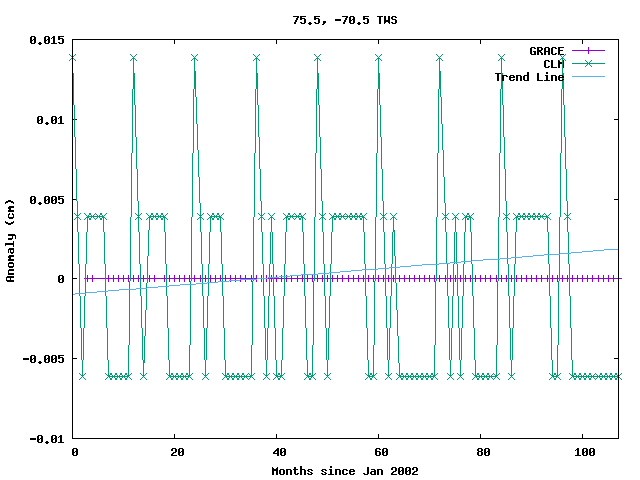 75.5, -70.5 TWS
GRACE
CLM
Trend Line
0.015
0.01
0.005
0
-0.005
-0.01
Anomaly (cm)
0 20 40 60 80 100
Months since Jan 2002